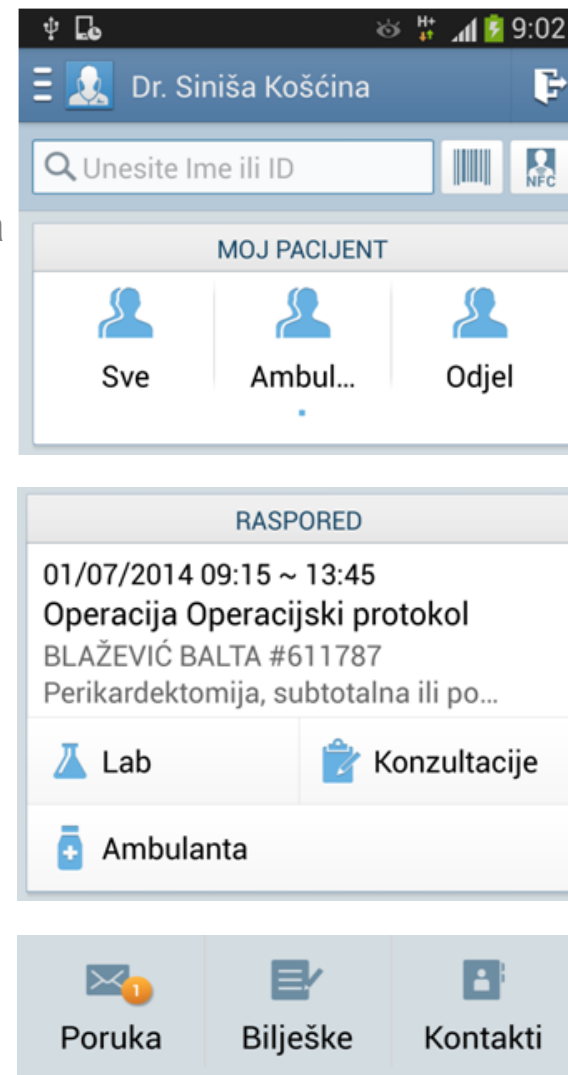 H+ 9:02
Dr. Siniša Košćina
Unesite Ime ili ID
NFC
MOJ PACIJENT
Sve Ambul... Odjel
RASPORED
01/07/2014 09:15 ~ 13:45
Operacija Operacijski protokol
BLAŽEVIĆ BALTA #611787
Perikardektomija, subtotalna ili po...
Lab Konzultacije
Ambulanta
1
Poruka Bilješke Kontakti